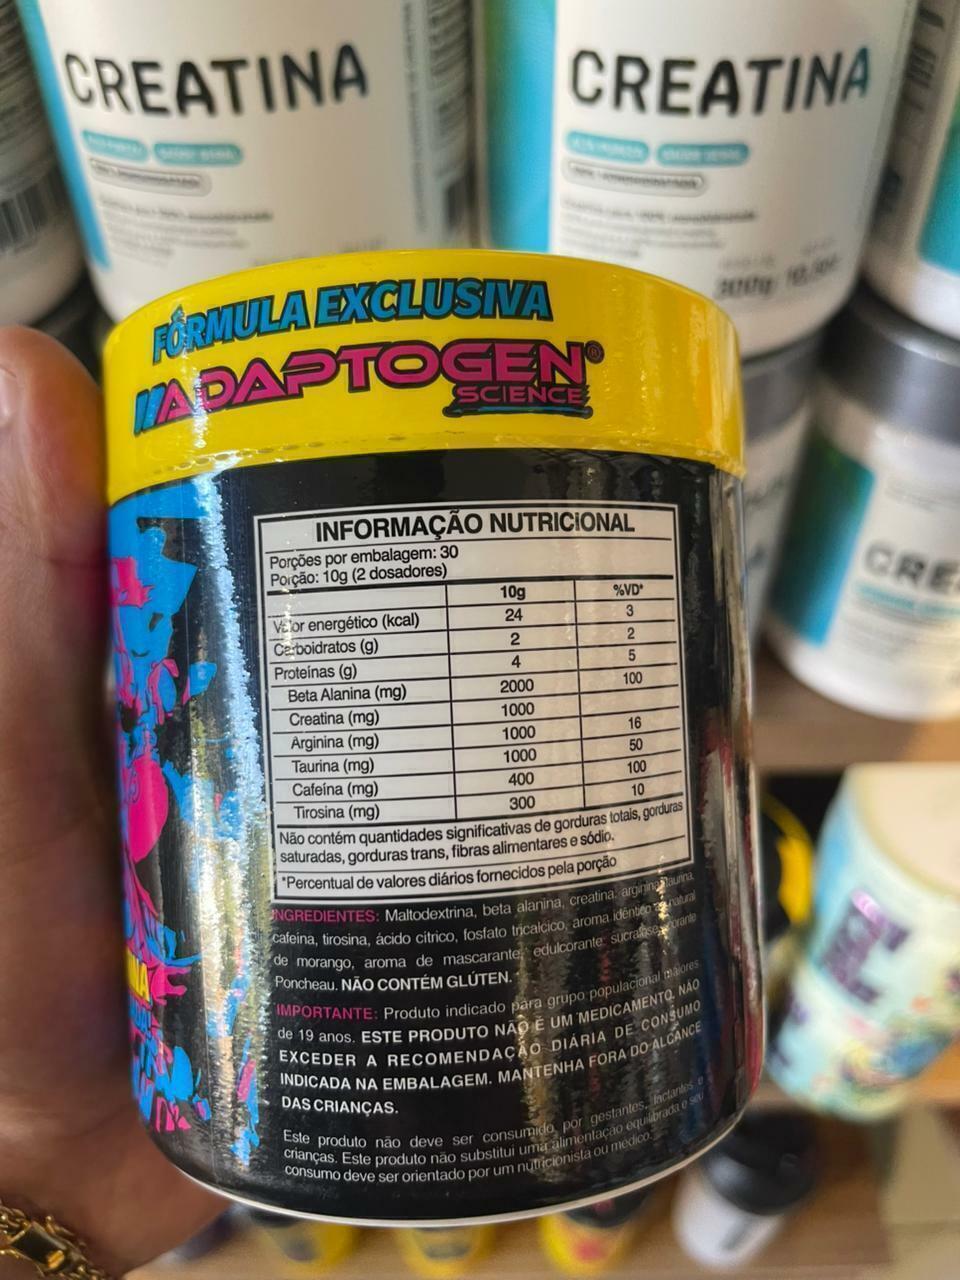 CREATINA
CREATINA
300g
FÓRMULA EXCLUSIVA
ADAPTOGEN®
SCIENCE
INFORMAÇÃO NUTRICIONAL
Porções por embalagem: 30
Porção: 10g (2 dosadores)
10g %VD*
Valor energético (kcal) 24 3
Carboidratos (g) 2 2
Proteínas (g) 4 5
Beta Alanina (mg) 2000 100
Creatina (mg) 1000
Arginina (mg) 1000 16
Taurina (mg) 1000 50
Cafeína (mg) 400 100
Tirosina (mg) 300 10
Não contém quantidades significativas de gorduras totais, gorduras
saturadas, gorduras trans, fibras alimentares e sódio.
*Percentual de valores diários fornecidos pela porção
INGREDIENTES: Maltodextrina, beta alanina, creatina, arginina, taurina,
cafeína, tirosina, ácido cítrico, fosfato tricalcico, aroma idêntico ao natural
de morango, aroma de mascarante, edulcorante: sucralose, corante
Poncheau. NÃO CONTÉM GLÚTEN.
IMPORTANTE: Produto indicado para grupo populacional maiores
de 19 anos. ESTE PRODUTO NÃO É UM MEDICAMENTO. NÃO
EXCEDER A RECOMENDAÇÃO DIÁRIA DE CONSUMO
INDICADA NA EMBALAGEM. MANTENHA FORA DO ALCANCE
DAS CRIANÇAS.
Este produto não deve ser consumido por gestantes, lactantes e
crianças. Este produto não substitui uma alimentação equilibrada e seu
consumo deve ser orientado por um nutricionista ou médico.
CREA